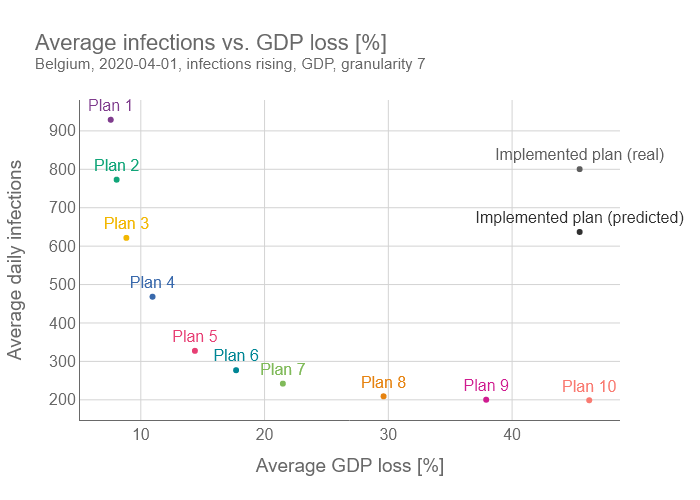 Average infections vs. GDP loss [%]
Belgium, 2020-04-01, infections rising, GDP, granularity 7
Plan 1
900
Plan 2
800
Implemented plan (real)
700
Plan 3
Implemented plan (predicted)
600
500
Plan 4
400
Plan 5
300
Plan 6
Plan 7
200
Plan 8
Plan 9
Plan 10
10
20
30
40
Average GDP loss [%]
Average daily infections